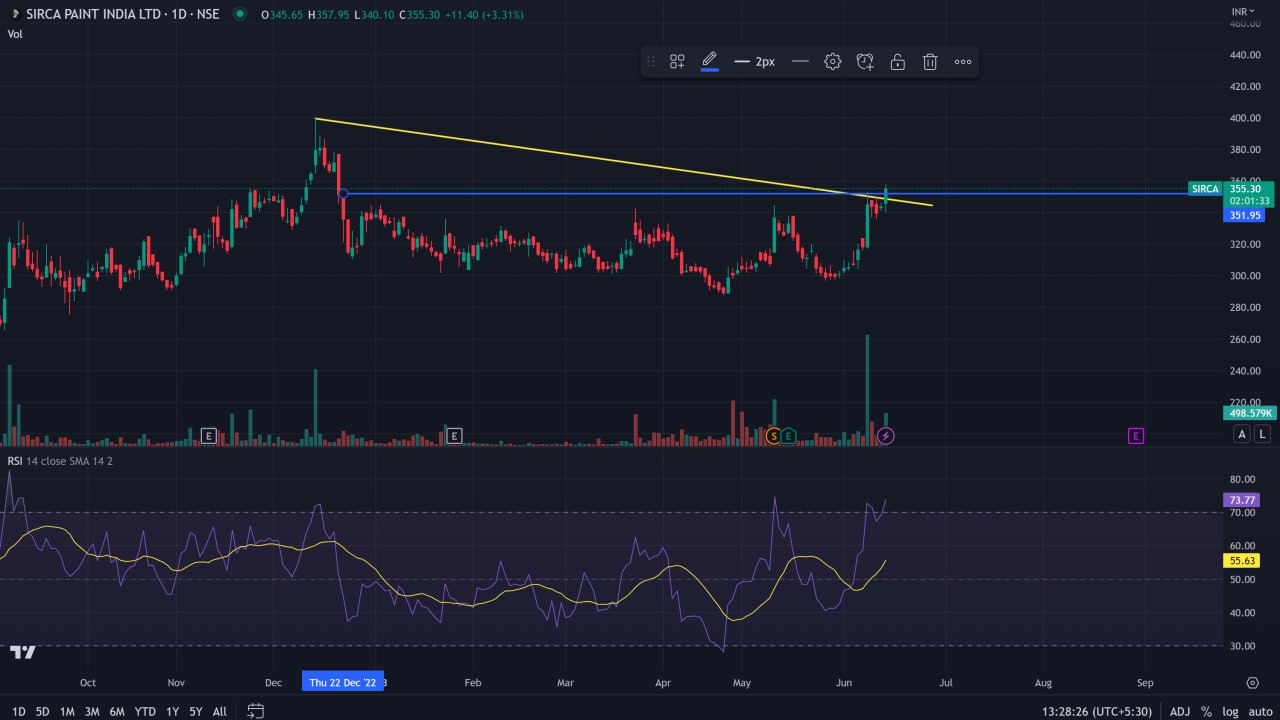 SIRCA PAINT INDIA LTD · 1D · NSE O345.65 H357.95 L340.10 C355.30 +11.40 (+3.31%)
Vol
2px
INR
460.00
440.00
420.00
400.00
380.00
360.00
SIRCA 355.30
02:01:33
351.95
320.00
300.00
280.00
260.00
240.00
220.00
498.579K
E E S E E
A L
RSI 14 close SMA 14 2
80.00
73.77
70.00
60.00
55.63
50.00
40.00
30.00
Oct Nov Dec Thu 22 Dec '22 3 Feb Mar Apr May Jun Jul Aug Sep
1D 5D 1M 3M 6M YTD 1Y 5Y All 13:28:26 (UTC+5:30) ADJ % log auto